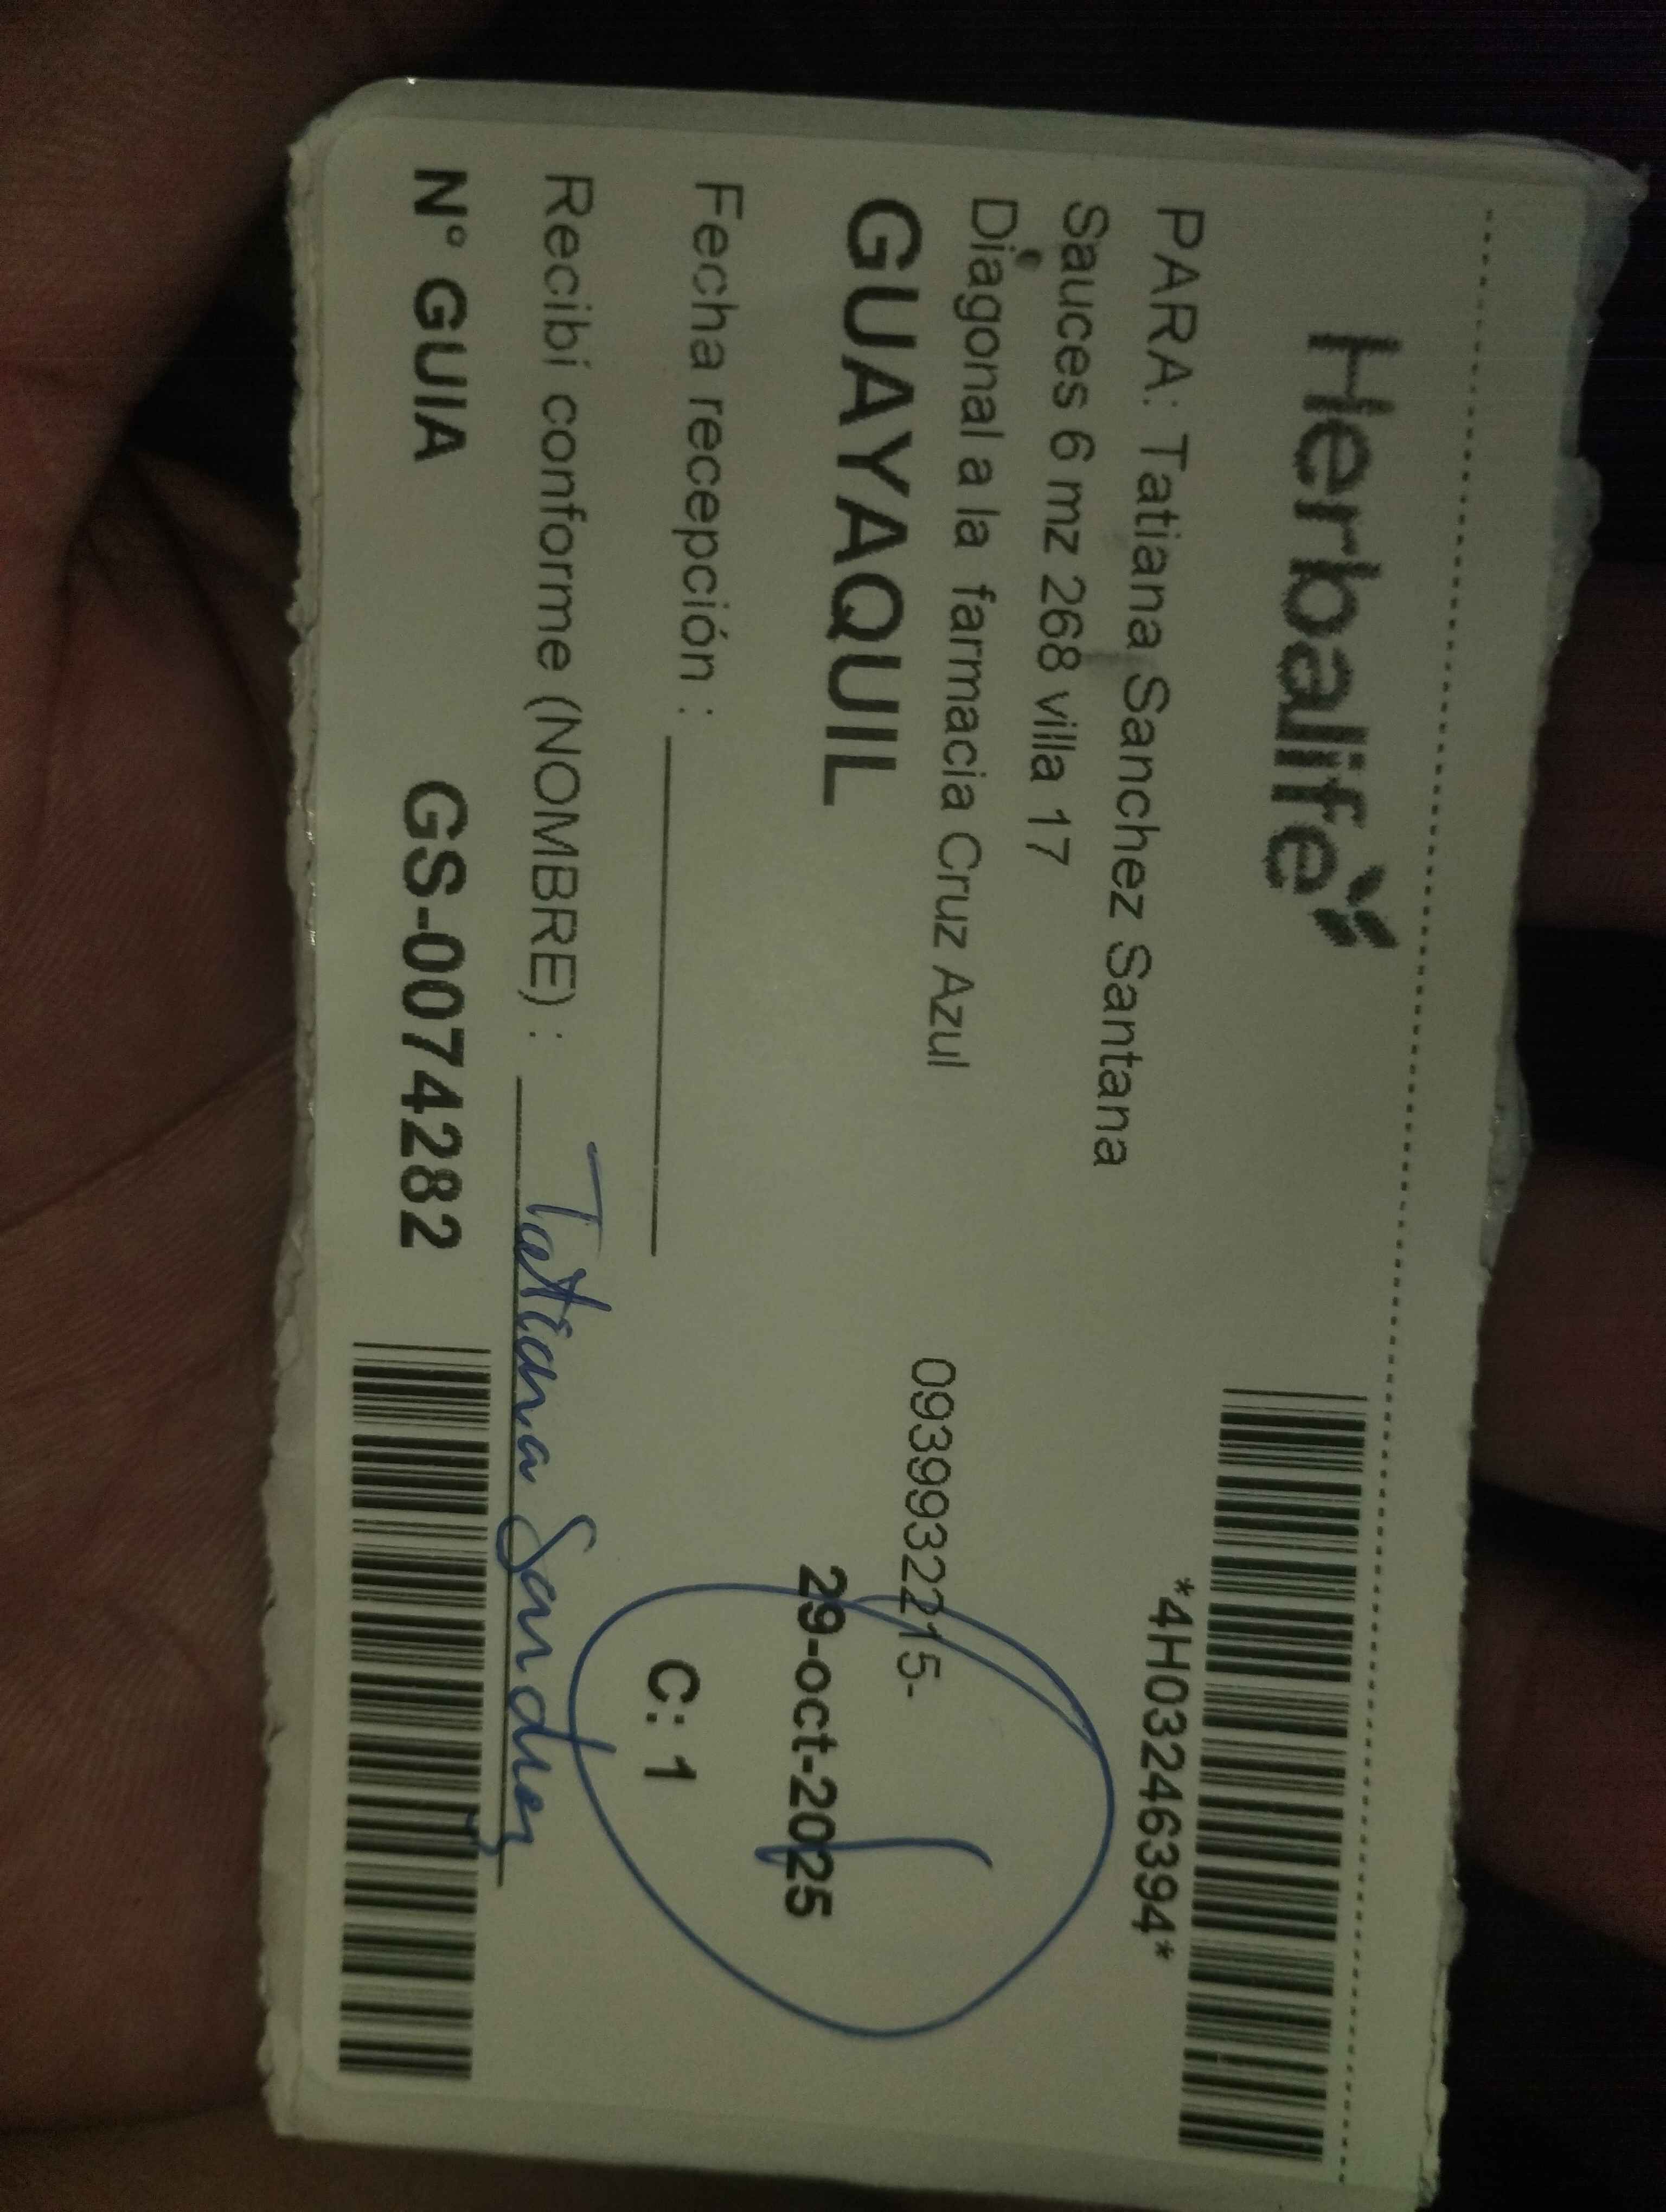 Herbalife
*4H03246394*
PARA: Tatiana Sanchez Santana
Sauces 6 mz 268 villa 17
Diagonal a la farmacia Cruz Azul
0939932215-
GUAYAQUIL
29-oct-2025
Fecha recepción :
C: 1
Recibí conforme (NOMBRE) : Tatiana Sanchez
N° GUIA GS-0074282